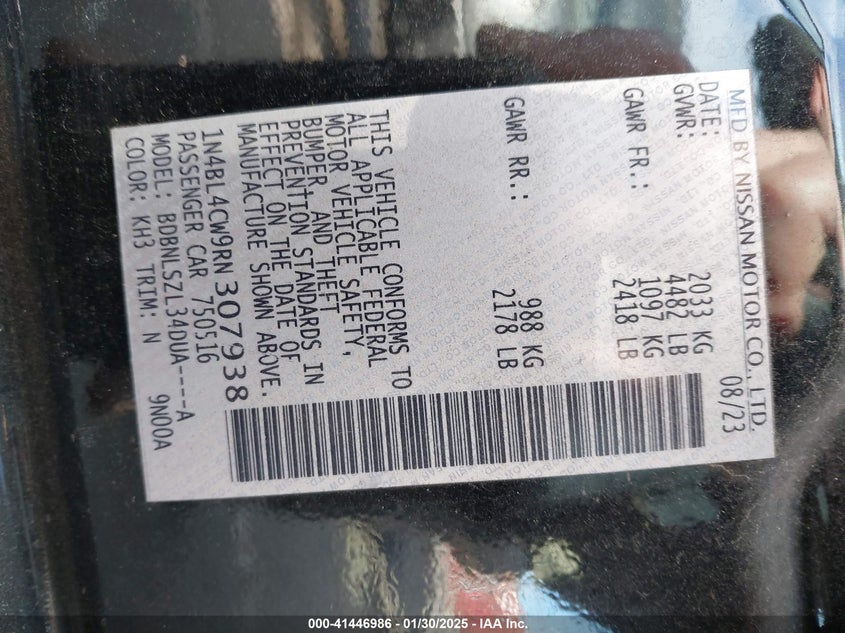 MFD BY NISSAN MOTOR CO., LTD.
DATE: 08/23
GVWR: 2033 KG
4482 LB
GAWR FR.: 1097 KG
2418 LB
GAWR RR.: 988 KG
2178 LB
THIS VEHICLE CONFORMS TO
ALL APPLICABLE FEDERAL
MOTOR VEHICLE SAFETY,
BUMPER AND THEFT
PREVENTION STANDARDS IN
EFFECT ON THE DATE OF
MANUFACTURE SHOWN ABOVE.
1N4BL4CW9RN307938
PASSENGER CAR 750516
MODEL: BDBNLSZL34DUA----A
COLOR: KH3 TRIM: N 9N00A
000-41446986 - 01/30/2025 - IAA Inc.